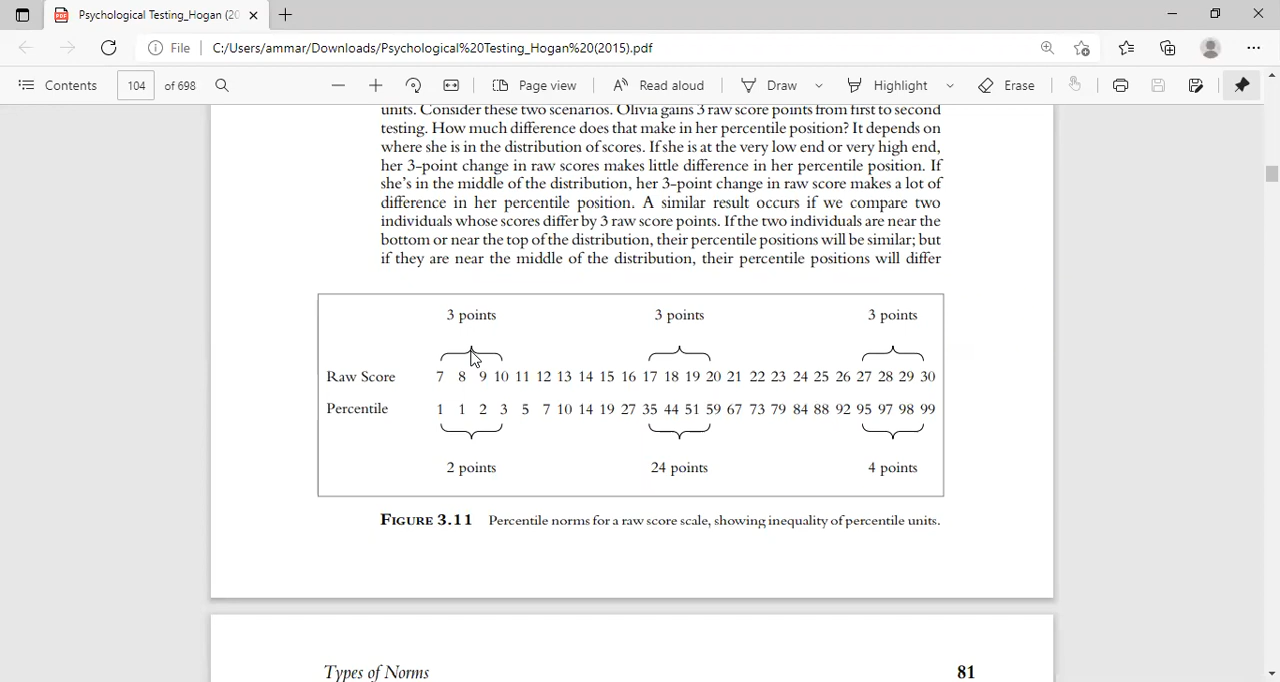 Psychological Testing_Hogan (20
File
C:/Users/ammar/Downloads/Psychological%20Testing_Hogan%20(2015).pdf
Contents
104
of 698
Page view
Read aloud
Draw
Highlight
Erase
units. Consider these two scenarios. Olivia gains 3 raw score points from first to second
testing. How much difference does that make in her percentile position? It depends on
where she is in the distribution of scores. If she is at the very low end or very high end,
her 3-point change in raw scores makes little difference in her percentile position. If
she's in the middle of the distribution, her 3-point change in raw score makes a lot of
difference in her percentile position. A similar result occurs if we compare two
individuals whose scores differ by 3 raw score points. If the two individuals are near the
bottom or near the top of the distribution, their percentile positions will be similar; but
if they are near the middle of the distribution, their percentile positions will differ
3 points 3 points 3 points
Raw Score 7 8 9 10 11 12 13 14 15 16 17 18 19 20 21 22 23 24 25 26 27 28 29 30
Percentile 1 1 2 3 5 7 10 14 19 27 35 44 51 59 67 73 79 84 88 92 95 97 98 99
2 points 24 points 4 points
FIGURE 3.11 Percentile norms for a raw score scale, showing inequality of percentile units.
Types of Norms 81